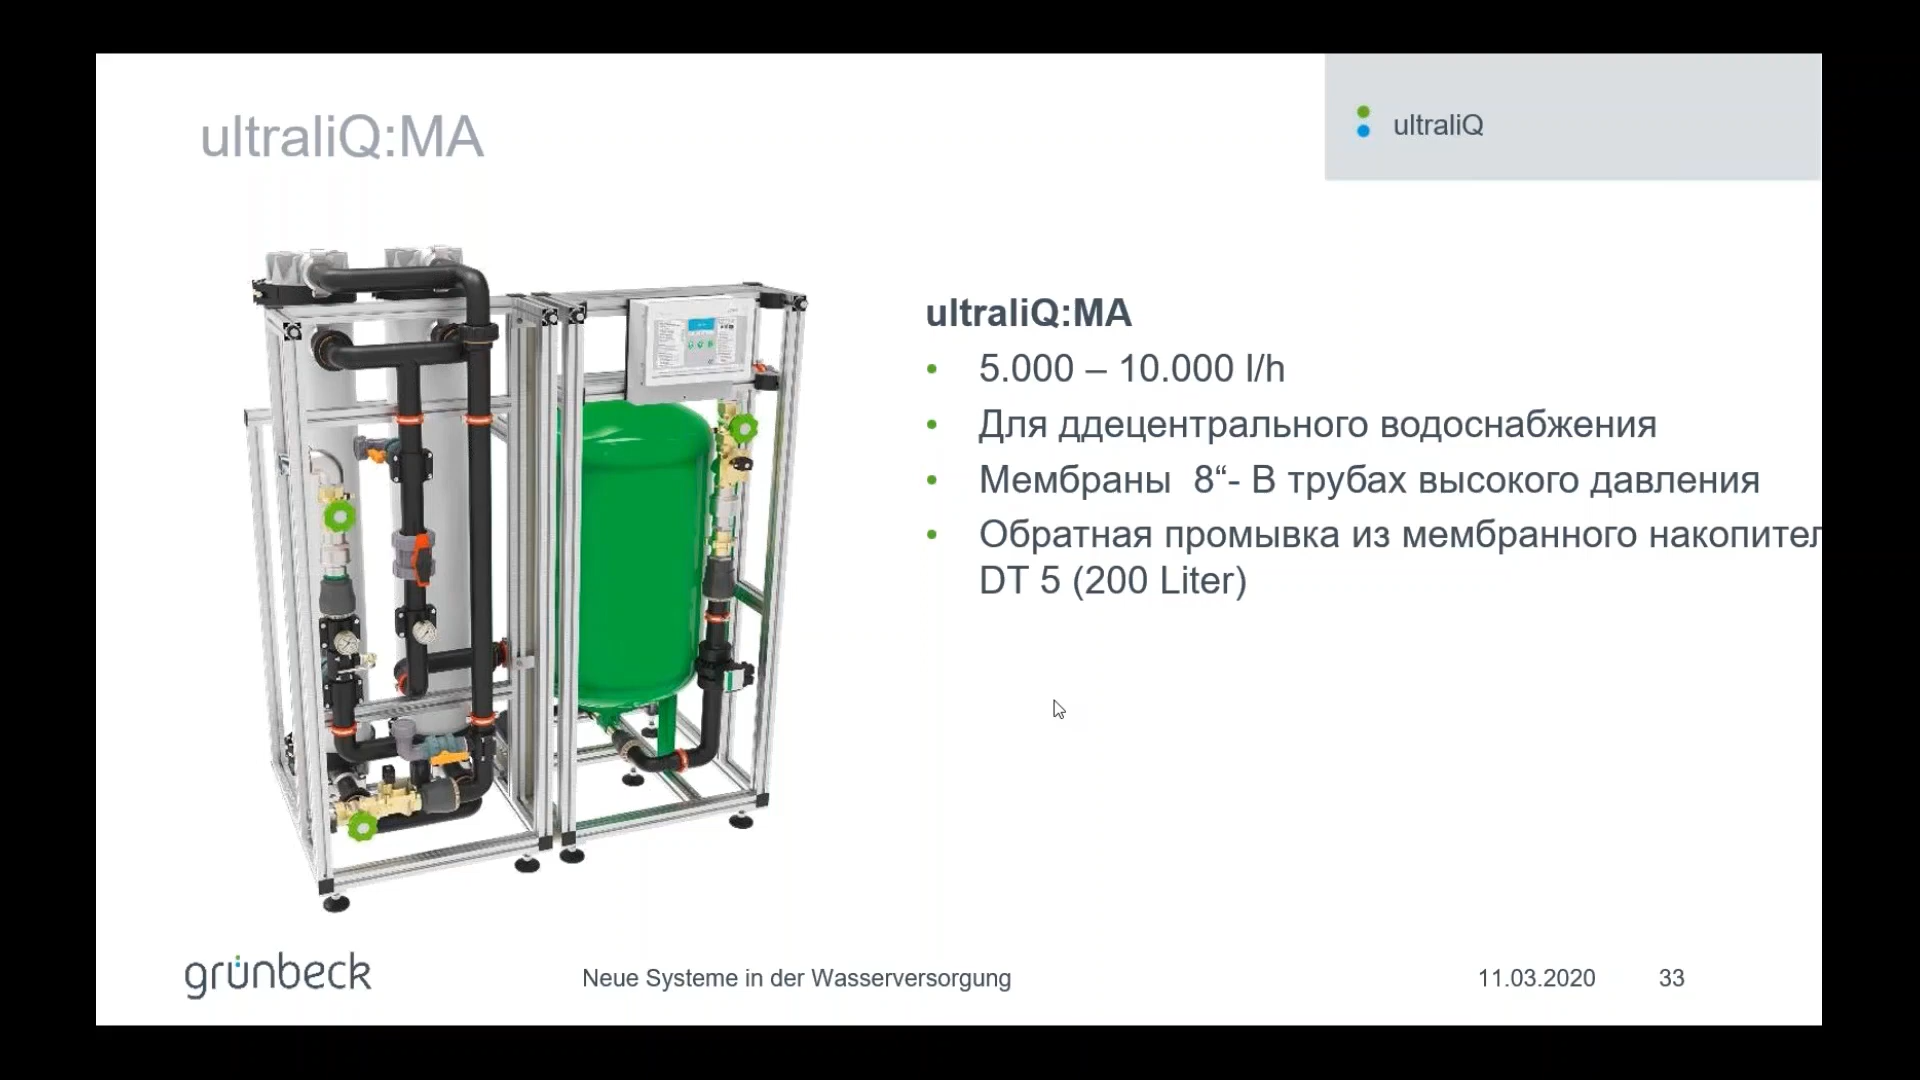 ultraliQ:MA
ultraliQ
ultraliQ:MA
• 5.000 – 10.000 l/h
• Для ддецентрального водоснабжения
• Мембраны 8“- В трубах высокого давления
• Обратная промывка из мембранного накопител
DT 5 (200 Liter)
grünbeck
Neue Systeme in der Wasserversorgung
11.03.2020
33